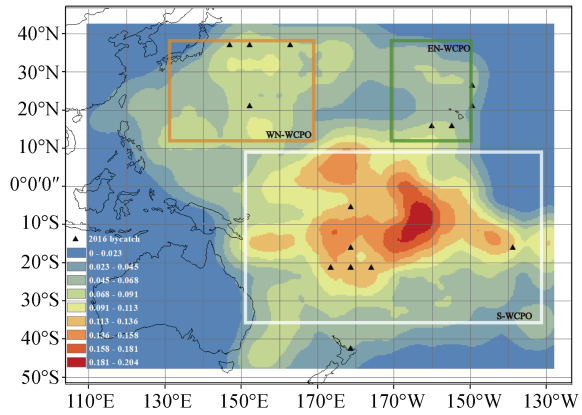 40°N
30°N
20°N
10°N
0°0′0″
10°S
20°S
30°S
40°S
50°S
EN-WCPO
WN-WCPO
S-WCPO
2016 bycatch
0 - 0.023
0.023 - 0.045
0.045 - 0.068
0.068 - 0.091
0.091 - 0.113
0.113 - 0.136
0.136 - 0.158
0.158 - 0.181
0.181 - 0.204
110°E 130°E 150°E 170°W 170°W 150°W 130°W